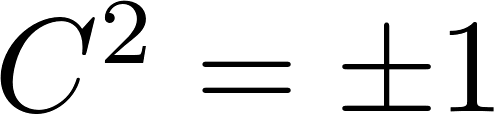 C² = ±1